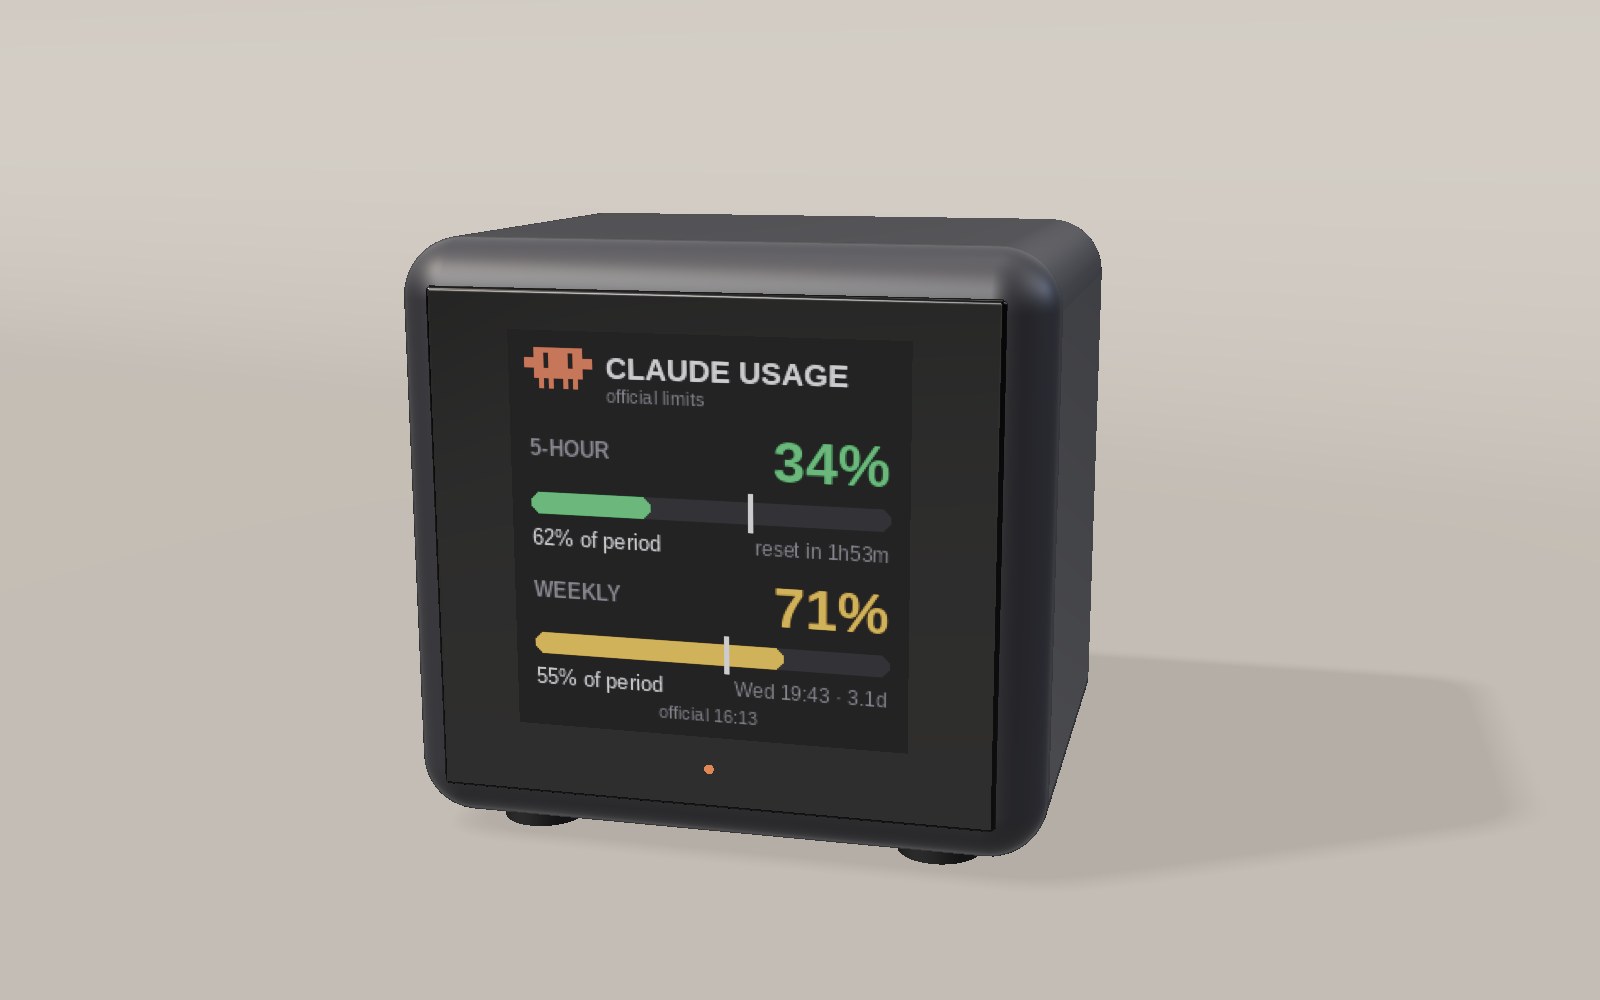 CLAUDE USAGE
official limits
5-HOUR
34%
62% of period
reset in 1h53m
WEEKLY
71%
55% of period
Wed 19:43 · 3.1d
official 16:13